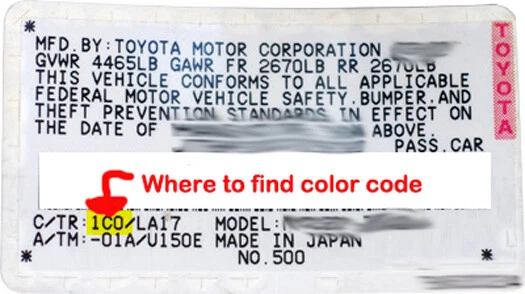 MFD.BY:TOYOTA MOTOR CORPORATION
GVWR 4465LB GAWR FR 2670LB RR 2670LB
THIS VEHICLE CONFORMS TO ALL APPLICABLE
FEDERAL MOTOR VEHICLE SAFETY.BUMPER.AND
THEFT PREVENTION STANDARDS IN EFFECT ON
THE DATE OF ABOVE.
PASS.CAR
TOYOTA
Where to find color code
C/TR:1C0/LA17 MODEL:
A/TM:-01A/U150E MADE IN JAPAN
NO.500